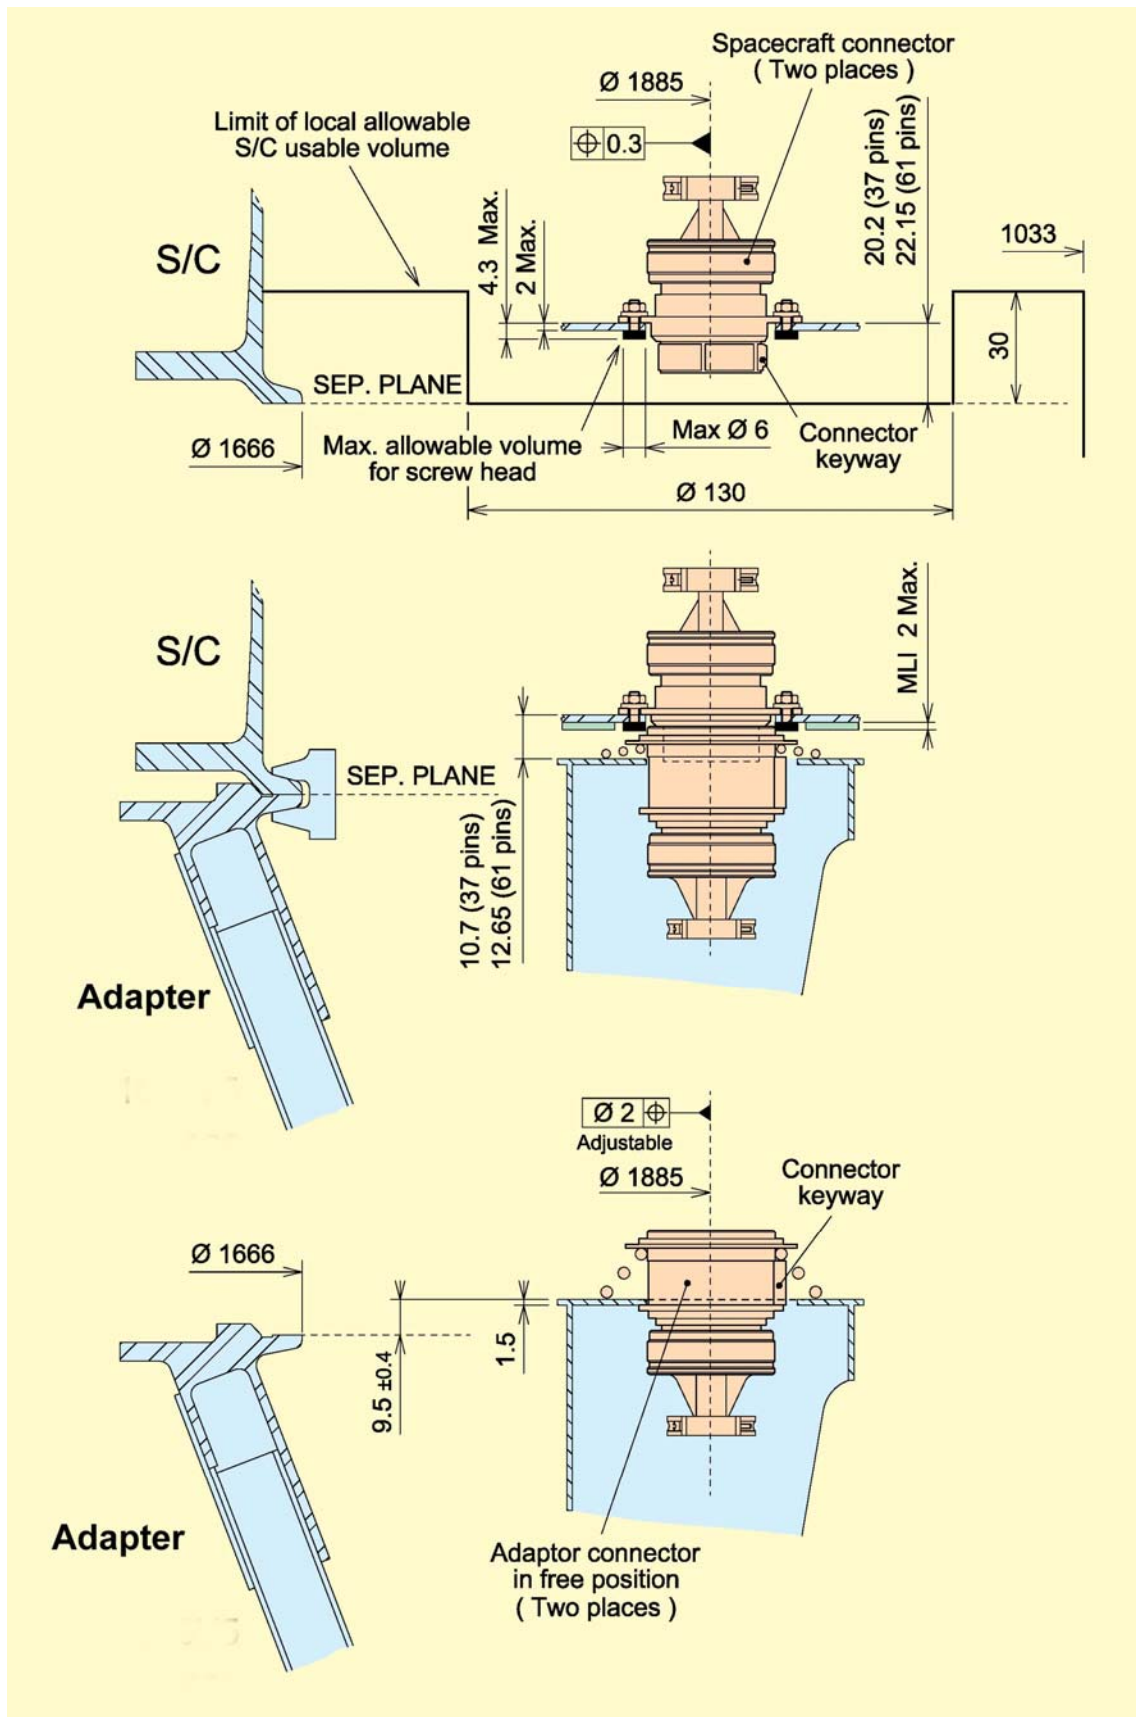 Spacecraft connector
( Two places )
Ø 1885
Limit of local allowable
S/C usable volume
0.3
20.2 (37 pins)
22.15 (61 pins)
4.3 Max.
2 Max.
S/C
1033
30
SEP. PLANE
Ø 1666
Max. allowable volume
for screw head
Max Ø 6
Connector
keyway
Ø 130
S/C
MLI 2 Max.
SEP. PLANE
10.7 (37 pins)
12.65 (61 pins)
Adapter
Ø 2
Adjustable
Ø 1885
Connector
keyway
Ø 1666
1.5
9.5 ±0.4
Adapter
Adaptor connector
in free position
( Two places )